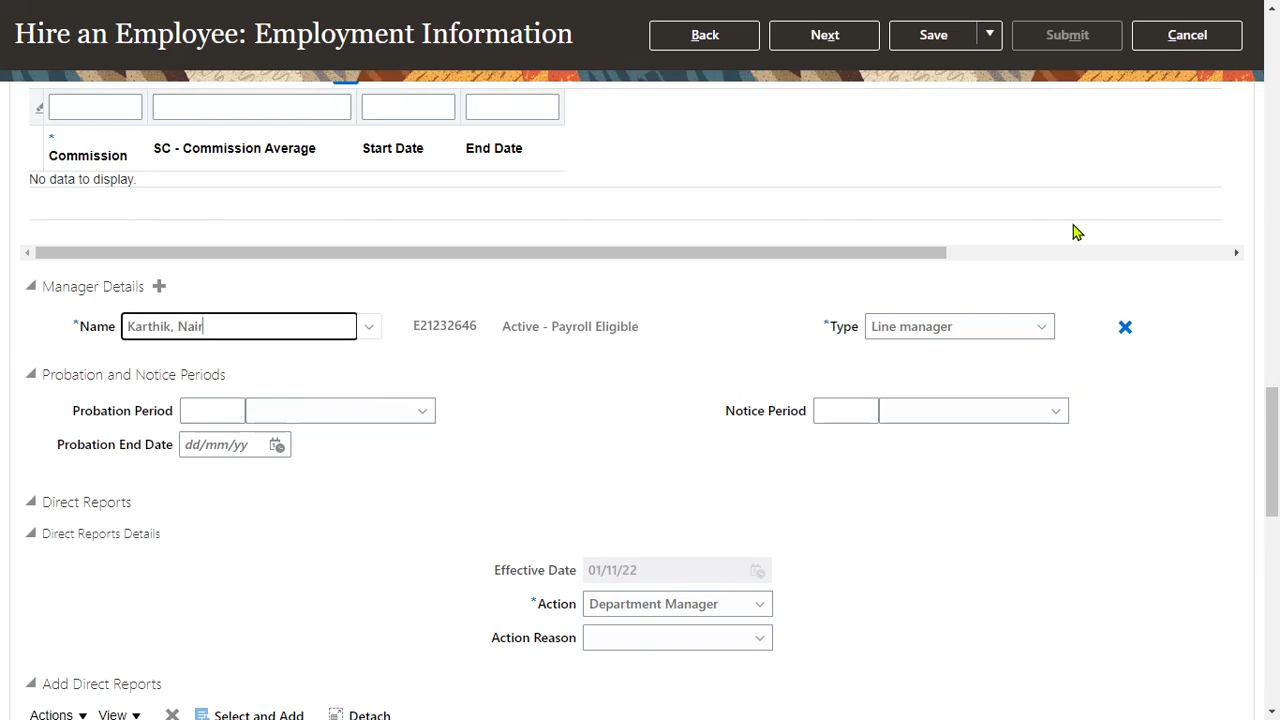 Hire an Employee: Employment Information Back Next Save Submit Cancel
* Commission SC - Commission Average Start Date End Date
No data to display.
Manager Details
*Name Karthik, Nair E21232646 Active - Payroll Eligible *Type Line manager
Probation and Notice Periods
Probation Period Notice Period
Probation End Date dd/mm/yy
Direct Reports
Direct Reports Details
Effective Date 01/11/22
*Action Department Manager
Action Reason
Add Direct Reports
Actions View Select and Add Detach